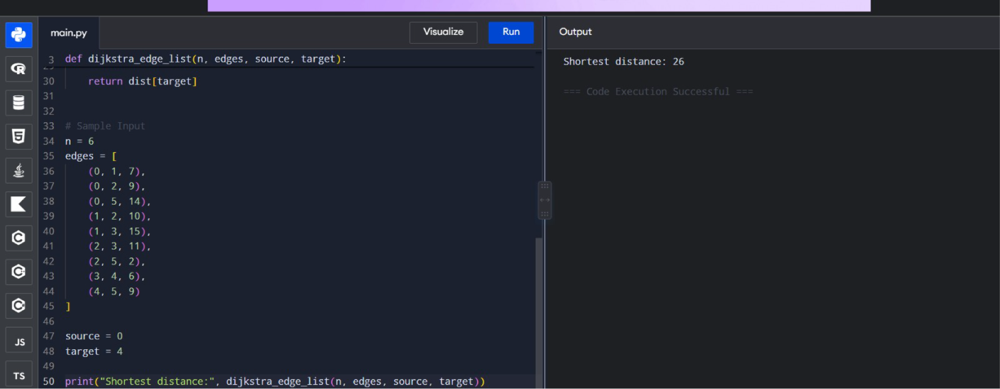 main.py
Visualize
Run
Output
3 def dijkstra_edge_list(n, edges, source, target):
30     return dist[target]
31
32
33 # Sample Input
34 n = 6
35 edges = [
36     (0, 1, 7),
37     (0, 2, 9),
38     (0, 5, 14),
39     (1, 2, 10),
40     (1, 3, 15),
41     (2, 3, 11),
42     (2, 5, 2),
43     (3, 4, 6),
44     (4, 5, 9)
45 ]
46
47 source = 0
48 target = 4
49
50 print("Shortest distance:", dijkstra_edge_list(n, edges, source, target))
Shortest distance: 26
=== Code Execution Successful ===
JS
TS